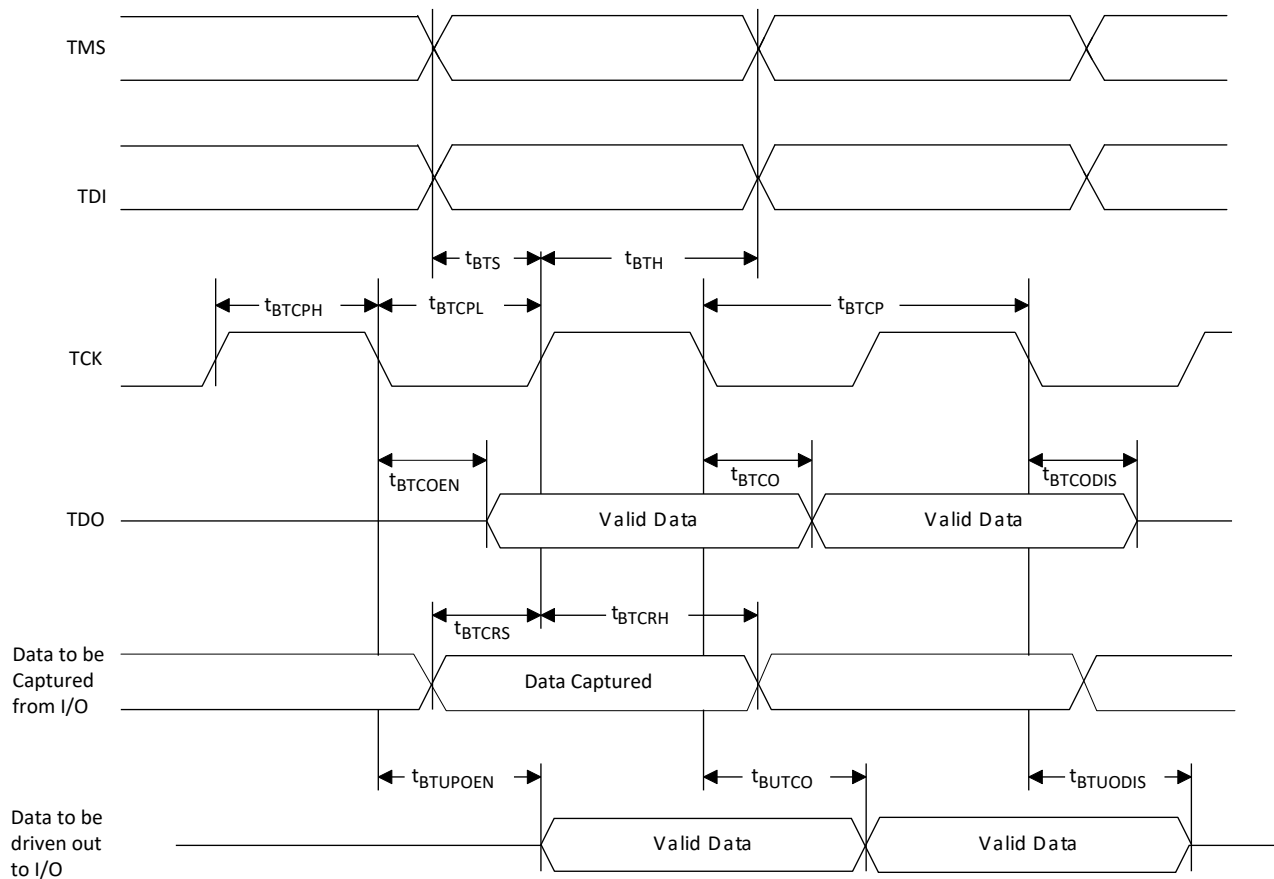 TMS
TDI
tBTS
tBTH
tBTCPH
tBTCPL
tBTCP
TCK
tBTCOEN
tBTCO
tBTCODIS
TDO
Valid Data
Valid Data
tBTCRS
tBTCRH
Data to be
Captured
from I/O
Data Captured
tBTUPOEN
tBUTCO
tBTUODIS
Data to be
driven out
to I/O
Valid Data
Valid Data